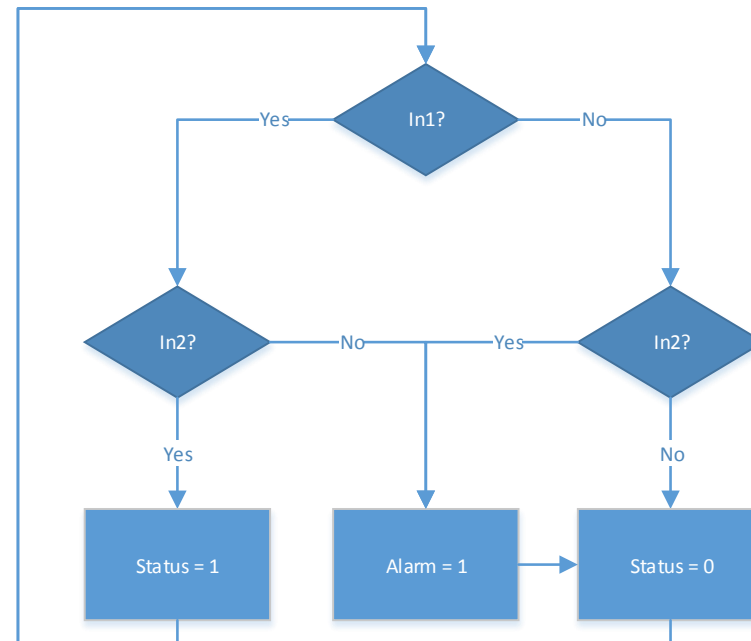 In1?
Yes
No
In2?
No
Yes
In2?
Yes
No
Status = 1
Alarm = 1
Status = 0